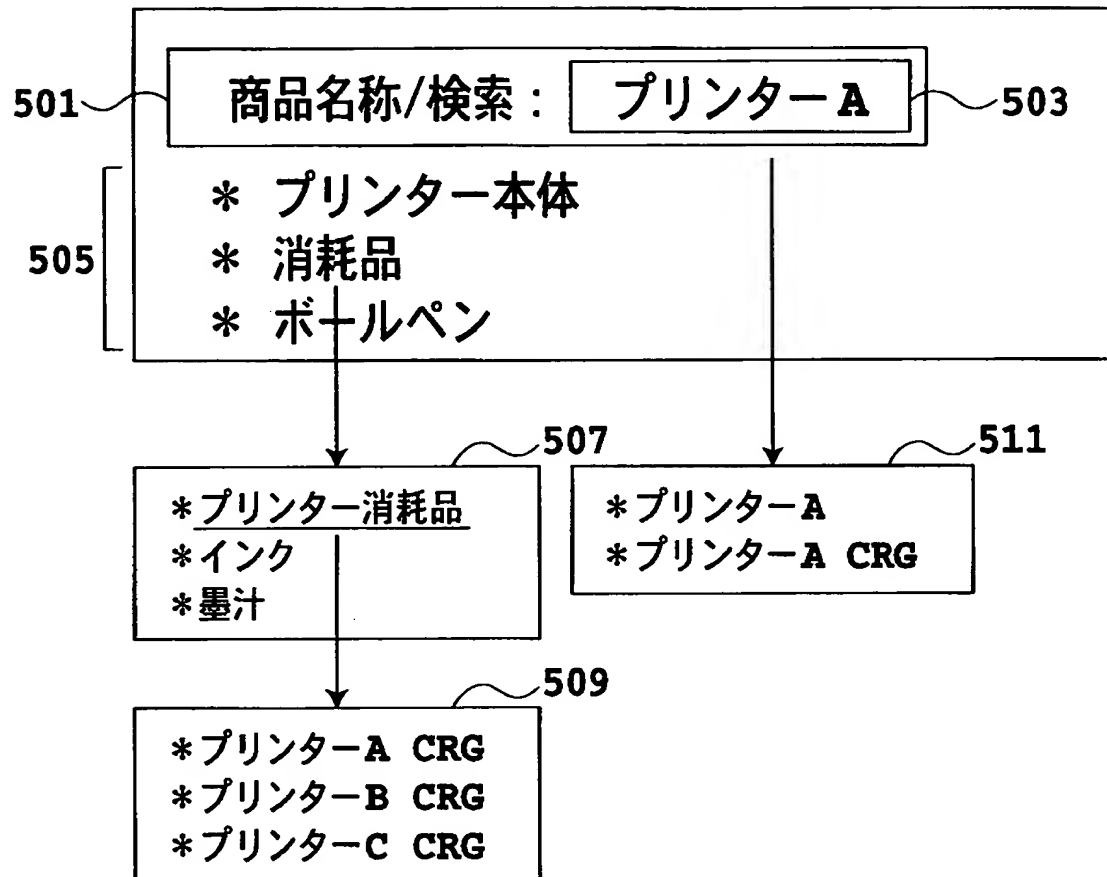 501
商品名称/検索:
プリンターA
503
505
* プリンター本体
* 消耗品
* ボールペン
507
*プリンター消耗品
*インク
*墨汁
511
*プリンターA
*プリンターA CRG
509
*プリンターA CRG
*プリンターB CRG
*プリンターC CRG